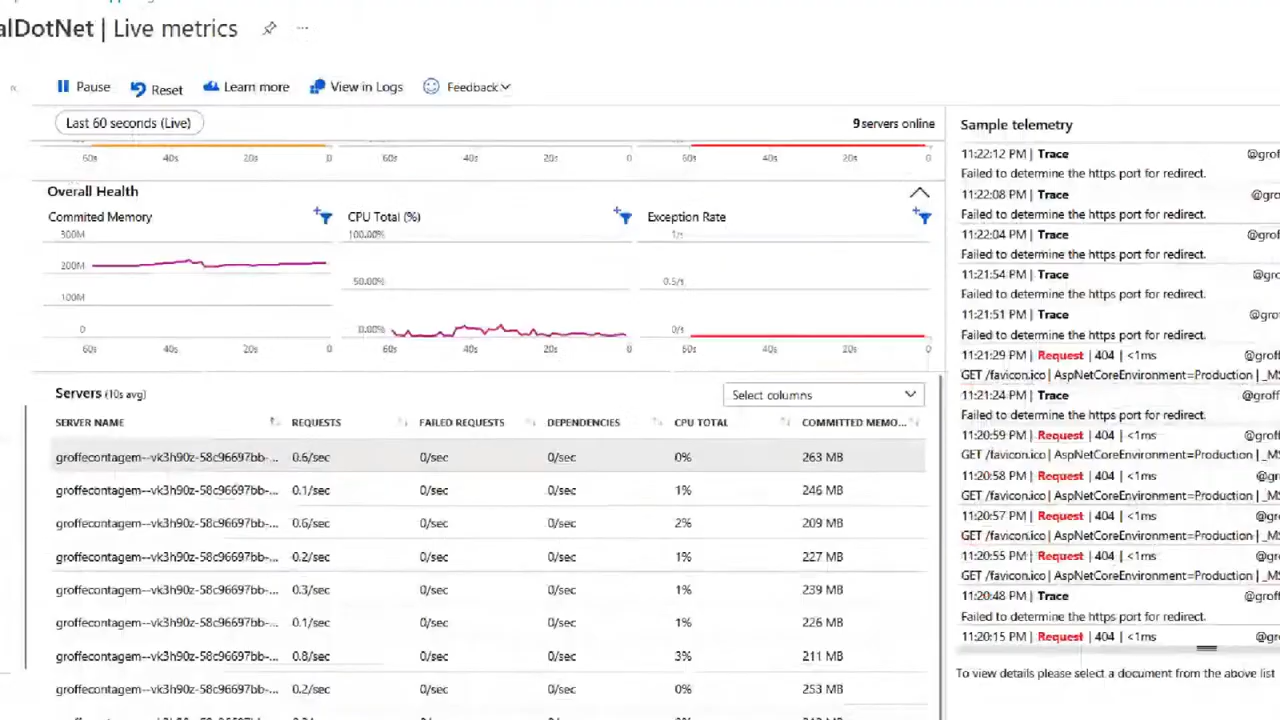 alDotNet | Live metrics
Pause Reset Learn more View in Logs Feedback
Last 60 seconds (Live) 9 servers online
60s 40s 20s 0 60s 40s 20s 0 60s 40s 20s 0
Overall Health
Commited Memory CPU Total (%) Exception Rate
300M 100.00% 1/s
200M 50.00% 0.5/s
100M
0 0.00% 0/s
60s 40s 20s 0 60s 40s 20s 0 60s 40s 20s 0
Servers (10s avg) Select columns
SERVER NAME REQUESTS FAILED REQUESTS DEPENDENCIES CPU TOTAL COMMITTED MEMO...
groffecontagem--vk3h90z-58c96697bb-... 0.6/sec 0/sec 0/sec 0% 263 MB
groffecontagem--vk3h90z-58c96697bb-... 0.1/sec 0/sec 0/sec 1% 246 MB
groffecontagem--vk3h90z-58c96697bb-... 0.6/sec 0/sec 0/sec 2% 209 MB
groffecontagem--vk3h90z-58c96697bb-... 0.2/sec 0/sec 0/sec 1% 227 MB
groffecontagem--vk3h90z-58c96697bb-... 0.3/sec 0/sec 0/sec 1% 239 MB
groffecontagem--vk3h90z-58c96697bb-... 0.1/sec 0/sec 0/sec 1% 226 MB
groffecontagem--vk3h90z-58c96697bb-... 0.8/sec 0/sec 0/sec 3% 211 MB
groffecontagem--vk3h90z-58c96697bb-... 0.2/sec 0/sec 0/sec 0% 253 MB
Sample telemetry
11:22:12 PM | Trace @grof
Failed to determine the https port for redirect.
11:22:08 PM | Trace @gro
Failed to determine the https port for redirect.
11:22:04 PM | Trace @grof
Failed to determine the https port for redirect.
11:21:54 PM | Trace @gro
Failed to determine the https port for redirect.
11:21:51 PM | Trace @gro
Failed to determine the https port for redirect.
11:21:29 PM | Request | 404 | <1ms @grof
GET /favicon.ico | AspNetCoreEnvironment=Production | _MS
11:21:24 PM | Trace @groff
Failed to determine the https port for redirect.
11:20:59 PM | Request | 404 | <1ms @grof
GET /favicon.ico | AspNetCoreEnvironment=Production | _MS
11:20:58 PM | Request | 404 | <1ms @gro
GET /favicon.ico | AspNetCoreEnvironment=Production | _MS
11:20:57 PM | Request | 404 | <1ms @gro
GET /favicon.ico | AspNetCoreEnvironment=Production | _MS
11:20:55 PM | Request | 404 | <1ms @gro
GET /favicon.ico | AspNetCoreEnvironment=Production | _MS
11:20:48 PM | Trace @groff
Failed to determine the https port for redirect.
11:20:15 PM | Request | 404 | <1ms @gro
To view details please select a document from the above list